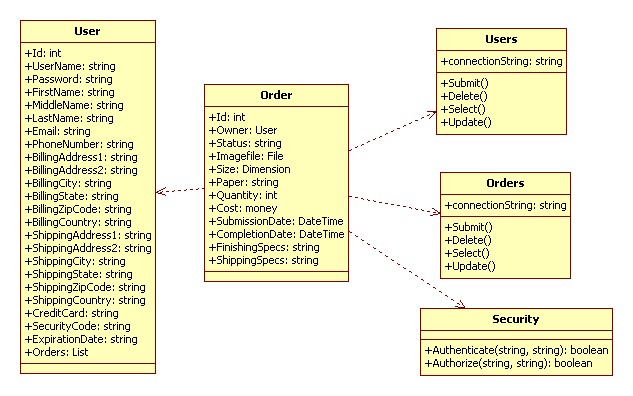 User
+Id: int
+UserName: string
+Password: string
+FirstName: string
+MiddleName: string
+LastName: string
+Email: string
+PhoneNumber: string
+BillingAddress1: string
+BillingAddress2: string
+BillingCity: string
+BillingState: string
+BillingZipCode: string
+BillingCountry: string
+ShippingAddress1: string
+ShippingAddress2: string
+ShippingCity: string
+ShippingState: string
+ShippingZipCode: string
+ShippingCountry: string
+CreditCard: string
+SecurityCode: string
+ExpirationDate: string
+Orders: List
Order
+Id: int
+Owner: User
+Status: string
+Imagefile: File
+Size: Dimension
+Paper: string
+Quantity: int
+Cost: money
+SubmissionDate: DateTime
+CompletionDate: DateTime
+FinishingSpecs: string
+ShippingSpecs: string
Users
+connectionString: string
+Submit()
+Delete()
+Select()
+Update()
Orders
+connectionString: string
+Submit()
+Delete()
+Select()
+Update()
Security
+Authenticate(string, string): boolean
+Authorize(string, string): boolean